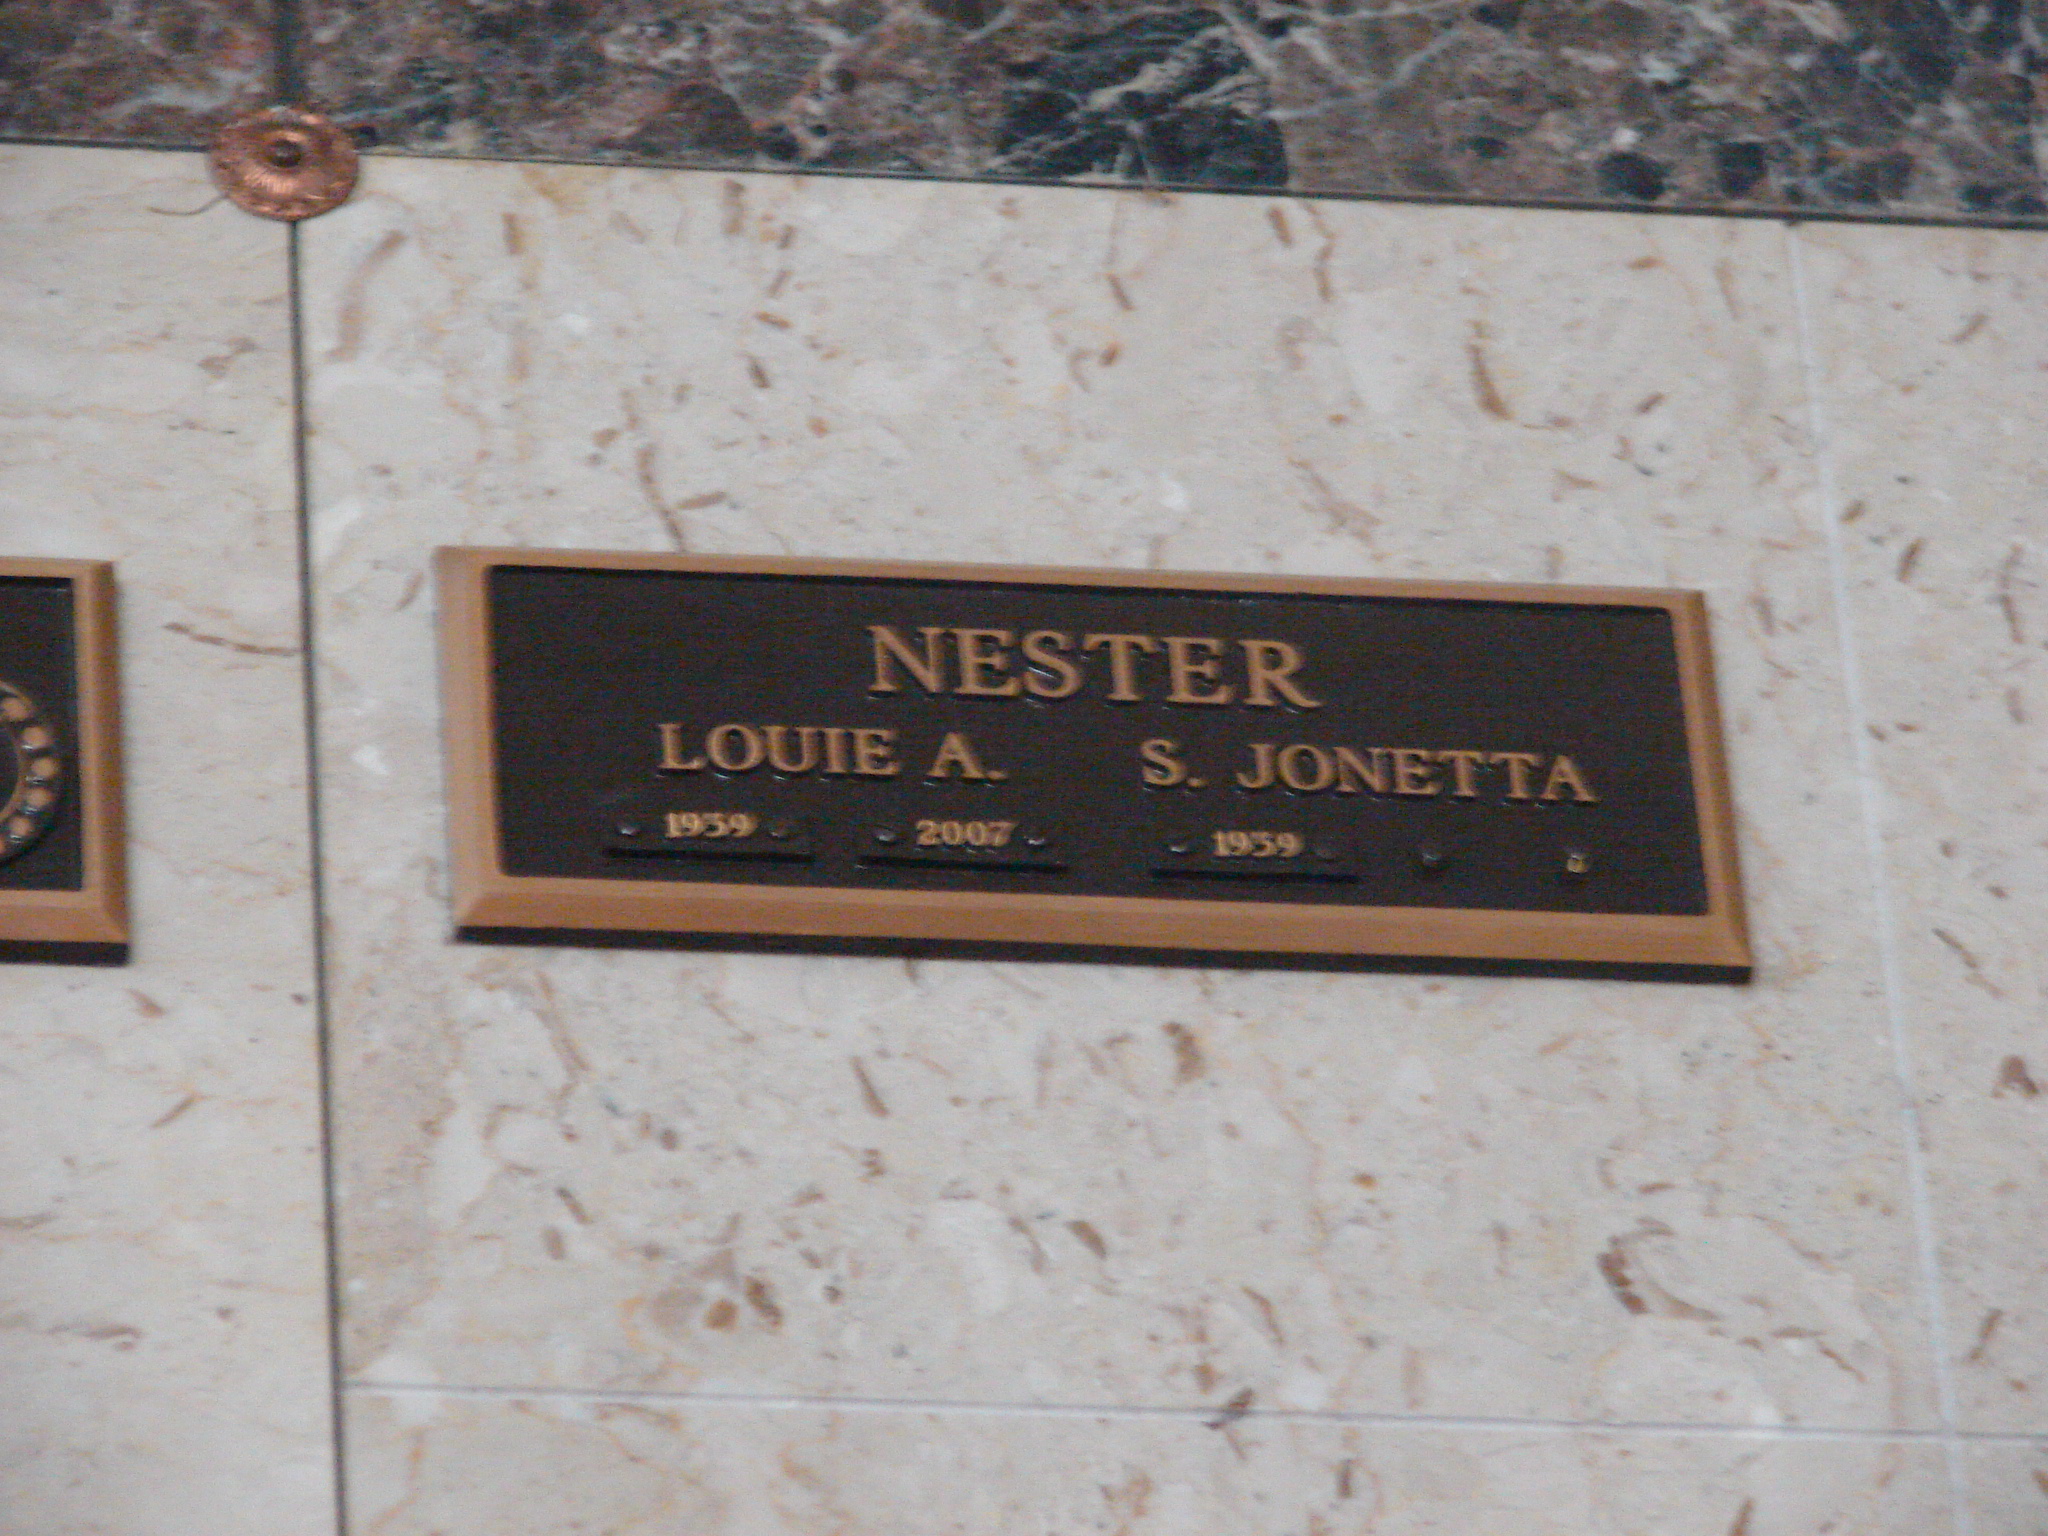 NESTER
LOUIE A. S. JONETTA
1959 2007 1959